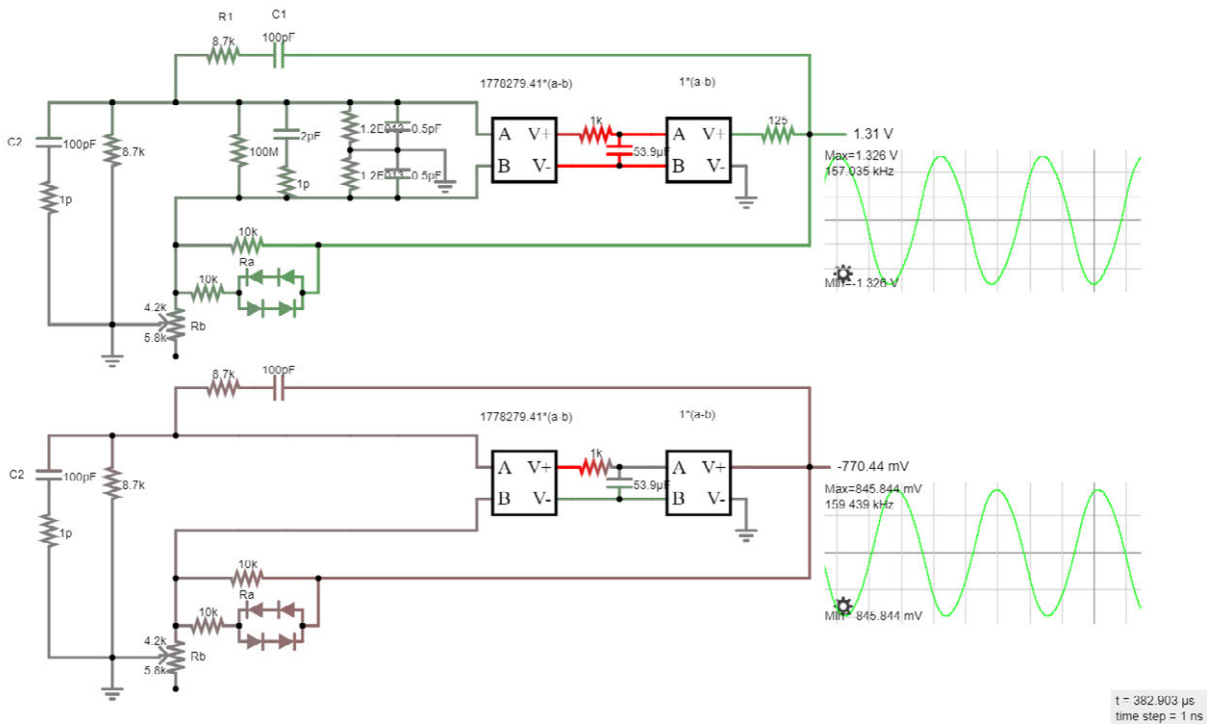 R1
C1
8.7k
100pF
1778279.41*(a-b)
1*(a-b)
C2
100pF
8.7k
100M
2pF
1p
1.2E013
0.5pF
1.2E013
0.5pF
1p
A V+
B V-
1k
53.9µF
A V+
B V-
125
1.31 V
Max=1.326 V
157.035 kHz
Min=-1.326 V
10k
Ra
10k
4.2k
Rb
5.8k
8.7k
100pF
1778279.41*(a-b)
1*(a-b)
C2
100pF
8.7k
1p
A V+
B V-
1k
53.9µF
A V+
B V-
-770.44 mV
Max=845.844 mV
159.439 kHz
Min=-845.844 mV
10k
Ra
10k
4.2k
Rb
5.8k
t = 382.903 µs
time step = 1 ns